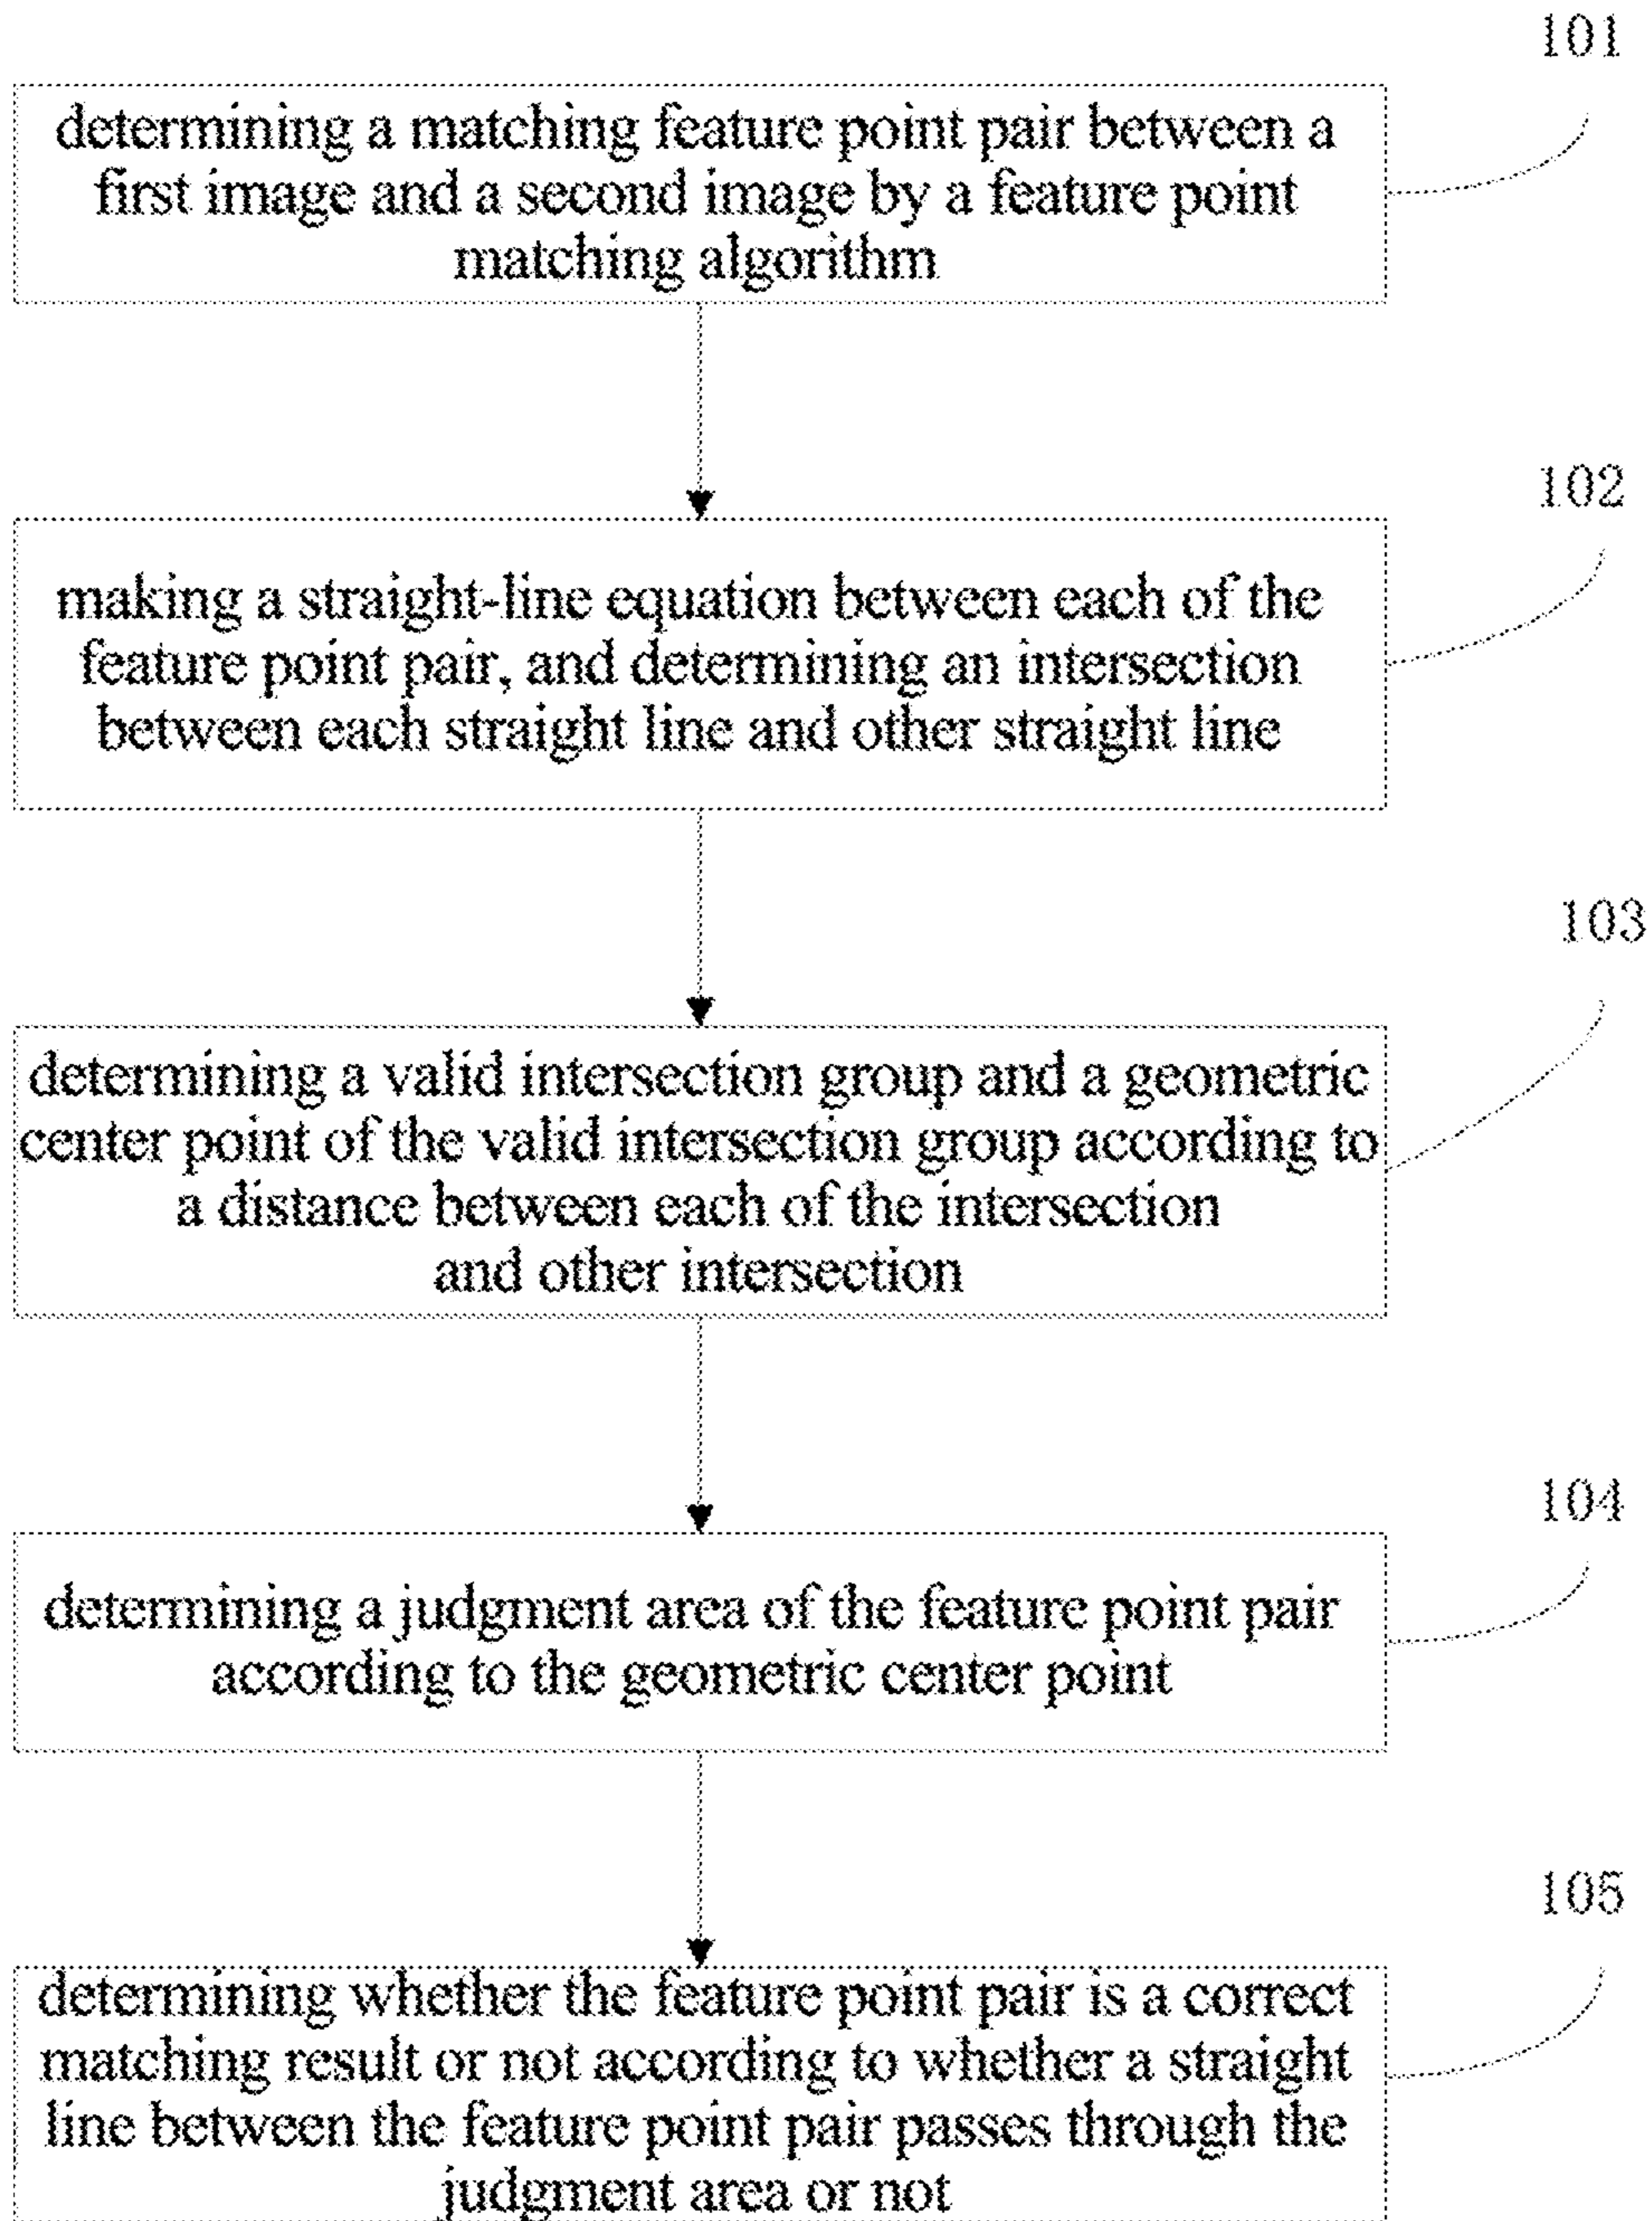 101
determining a matching feature point pair between a
first image and a second image by a feature point
matching algorithm
102
making a straight-line equation between each of the
feature point pair, and determining an intersection
between each straight line and other straight line
103
determining a valid intersection group and a geometric
center point of the valid intersection group according to
a distance between each of the intersection
and other intersection
104
determining a judgment area of the feature point pair
according to the geometric center point
105
determining whether the feature point pair is a correct
matching result or not according to whether a straight
line between the feature point pair passes through the
judgment area or not